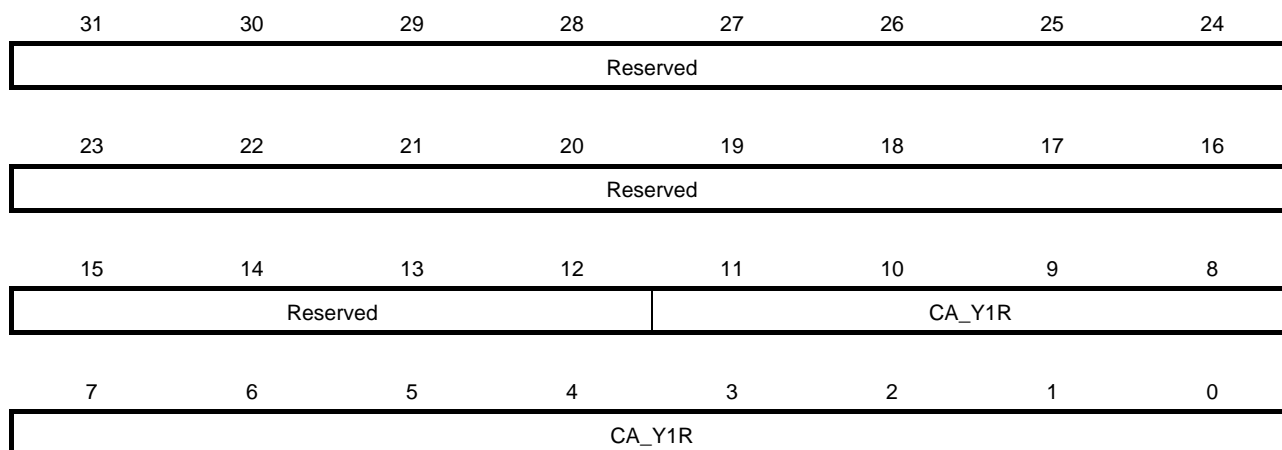 31 30 29 28 27 26 25 24
Reserved
23 22 21 20 19 18 17 16
Reserved
15 14 13 12 11 10 9 8
Reserved CA_Y1R
7 6 5 4 3 2 1 0
CA_Y1R